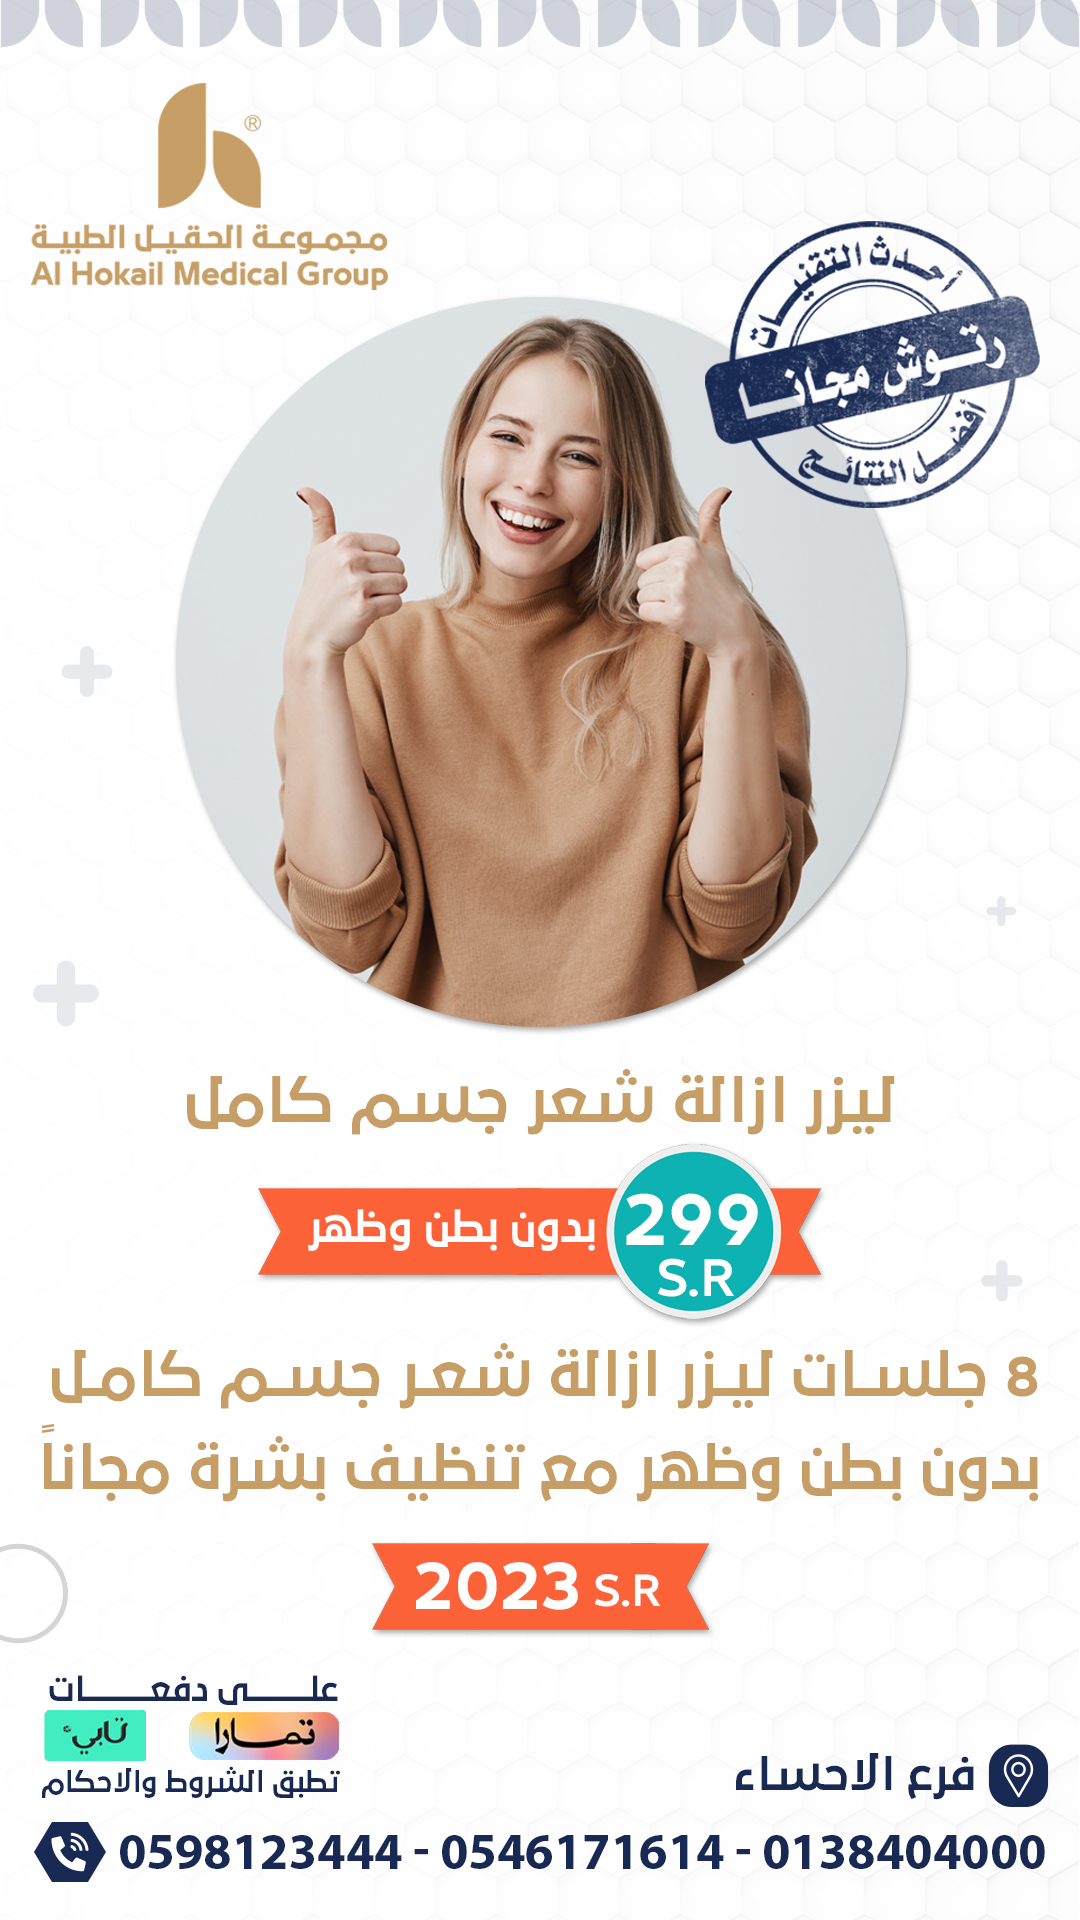 ®
مجموعة الحقيل الطبية
Al Hokail Medical Group
أحدث التقنيات
رتوش مجانا
أفضل النتائج
ليزر ازالة شعر جسم كامل
299 بدون بطن وظهر
S.R
8 جلسات ليزر ازالة شعر جسم كامل
بدون بطن وظهر مع تنظيف بشرة مجاناً
2023 S.R
على دفعات
تمارا تابي
تطبق الشروط والاحكام
فرع الاحساء
0598123444 - 0546171614 - 0138404000